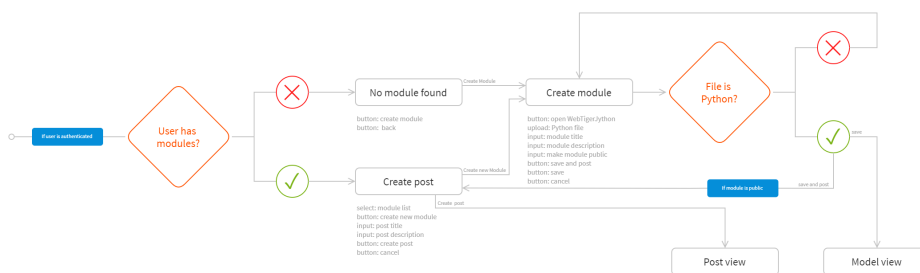 If user is authenticated
User has
modules?
No module found
button: create module
button: back
Create Module
Create module
button: open WebTigerJython
upload: Python file
input: module title
input: module description
input: make module public
button: save and post
button: save
button: cancel
File is
Python?
Create post
select: module list
button: create new module
input: post title
input: post description
button: create post
button: cancel
Create new Module
Create post
if module is public
save and post
save
Post view
Model view